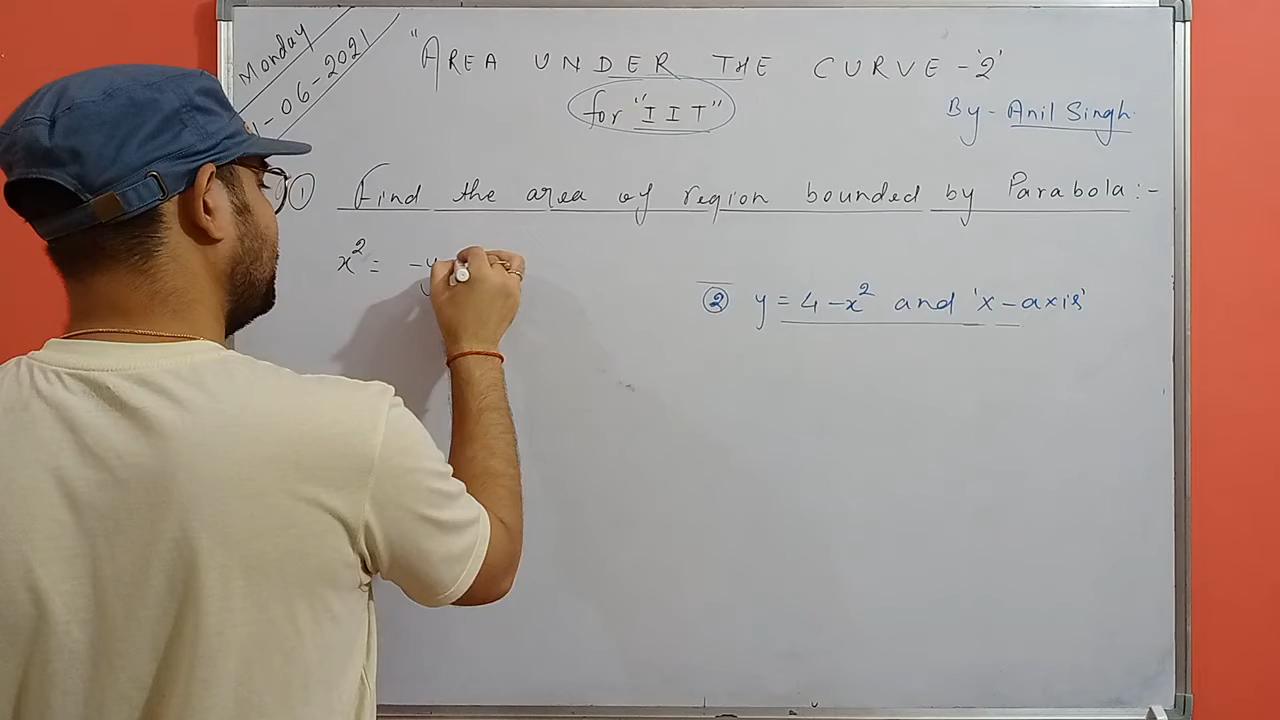 Monday
-06-2021
"AREA UNDER THE CURVE-'2'
for "IIT"
By- Anil Singh
① Find the area of region bounded by Parabola:-
x² = -y
② y = 4 - x² and 'x-axis'